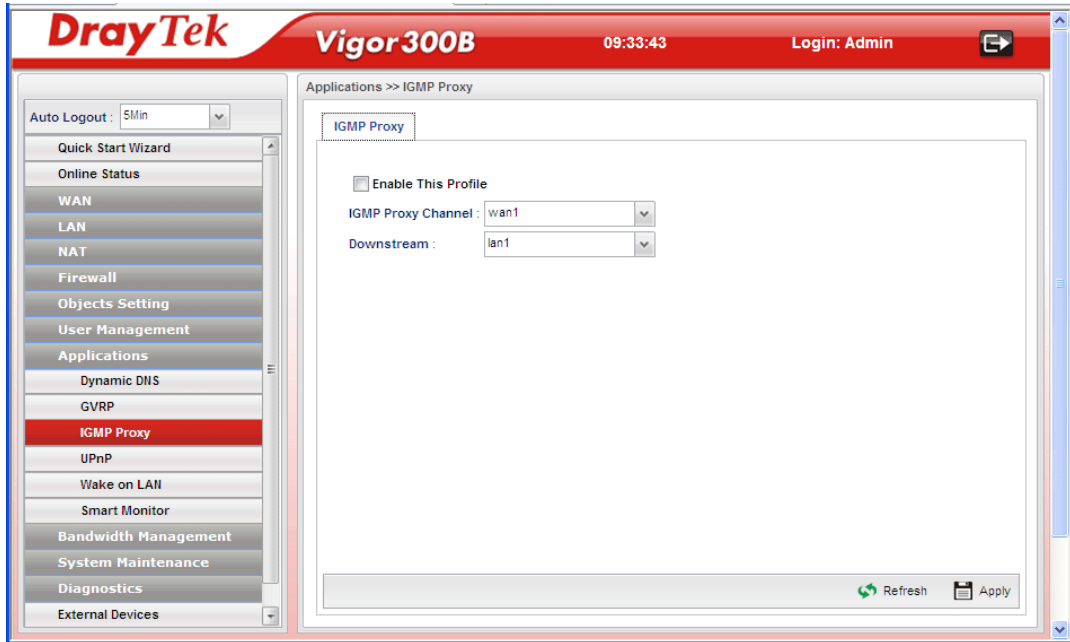 DrayTek
Vigor300B
09:33:43
Login: Admin
Auto Logout : 5Min
Quick Start Wizard
Online Status
WAN
LAN
NAT
Firewall
Objects Setting
User Management
Applications
Dynamic DNS
GVRP
IGMP Proxy
UPnP
Wake on LAN
Smart Monitor
Bandwidth Management
System Maintenance
Diagnostics
External Devices
Applications >> IGMP Proxy
IGMP Proxy
Enable This Profile
IGMP Proxy Channel : wan1
Downstream : lan1
Refresh
Apply